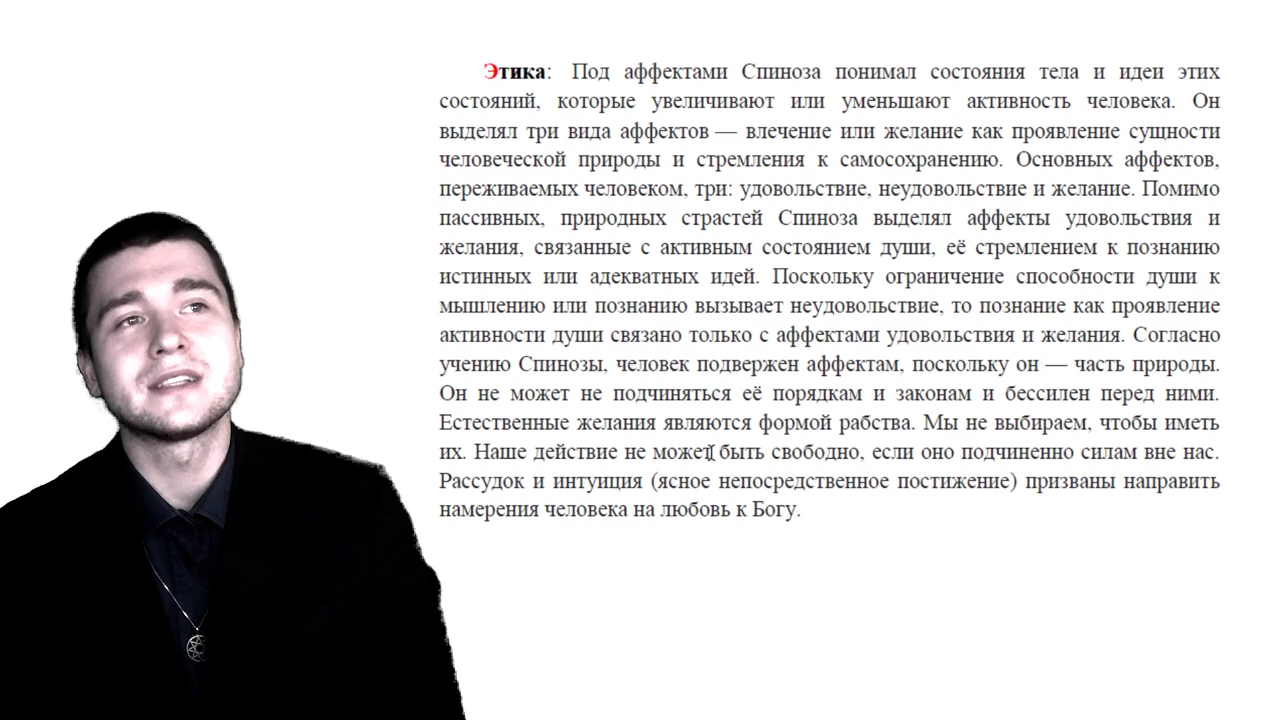 Этика: Под аффектами Спиноза понимал состояния тела и идеи этих
состояний, которые увеличивают или уменьшают активность человека. Он
выделял три вида аффектов — влечение или желание как проявление сущности
человеческой природы и стремления к самосохранению. Основных аффектов,
переживаемых человеком, три: удовольствие, неудовольствие и желание. Помимо
пассивных, природных страстей Спиноза выделял аффекты удовольствия и
желания, связанные с активным состоянием души, её стремлением к познанию
истинных или адекватных идей. Поскольку ограничение способности души к
мышлению или познанию вызывает неудовольствие, то познание как проявление
активности души связано только с аффектами удовольствия и желания. Согласно
учению Спинозы, человек подвержен аффектам, поскольку он — часть природы.
Он не может не подчиняться её порядкам и законам и бессилен перед ними.
Естественные желания являются формой рабства. Мы не выбираем, чтобы иметь
их. Наше действие не может быть свободно, если оно подчиненно силам вне нас.
Рассудок и интуиция (ясное непосредственное постижение) призваны направить
намерения человека на любовь к Богу.